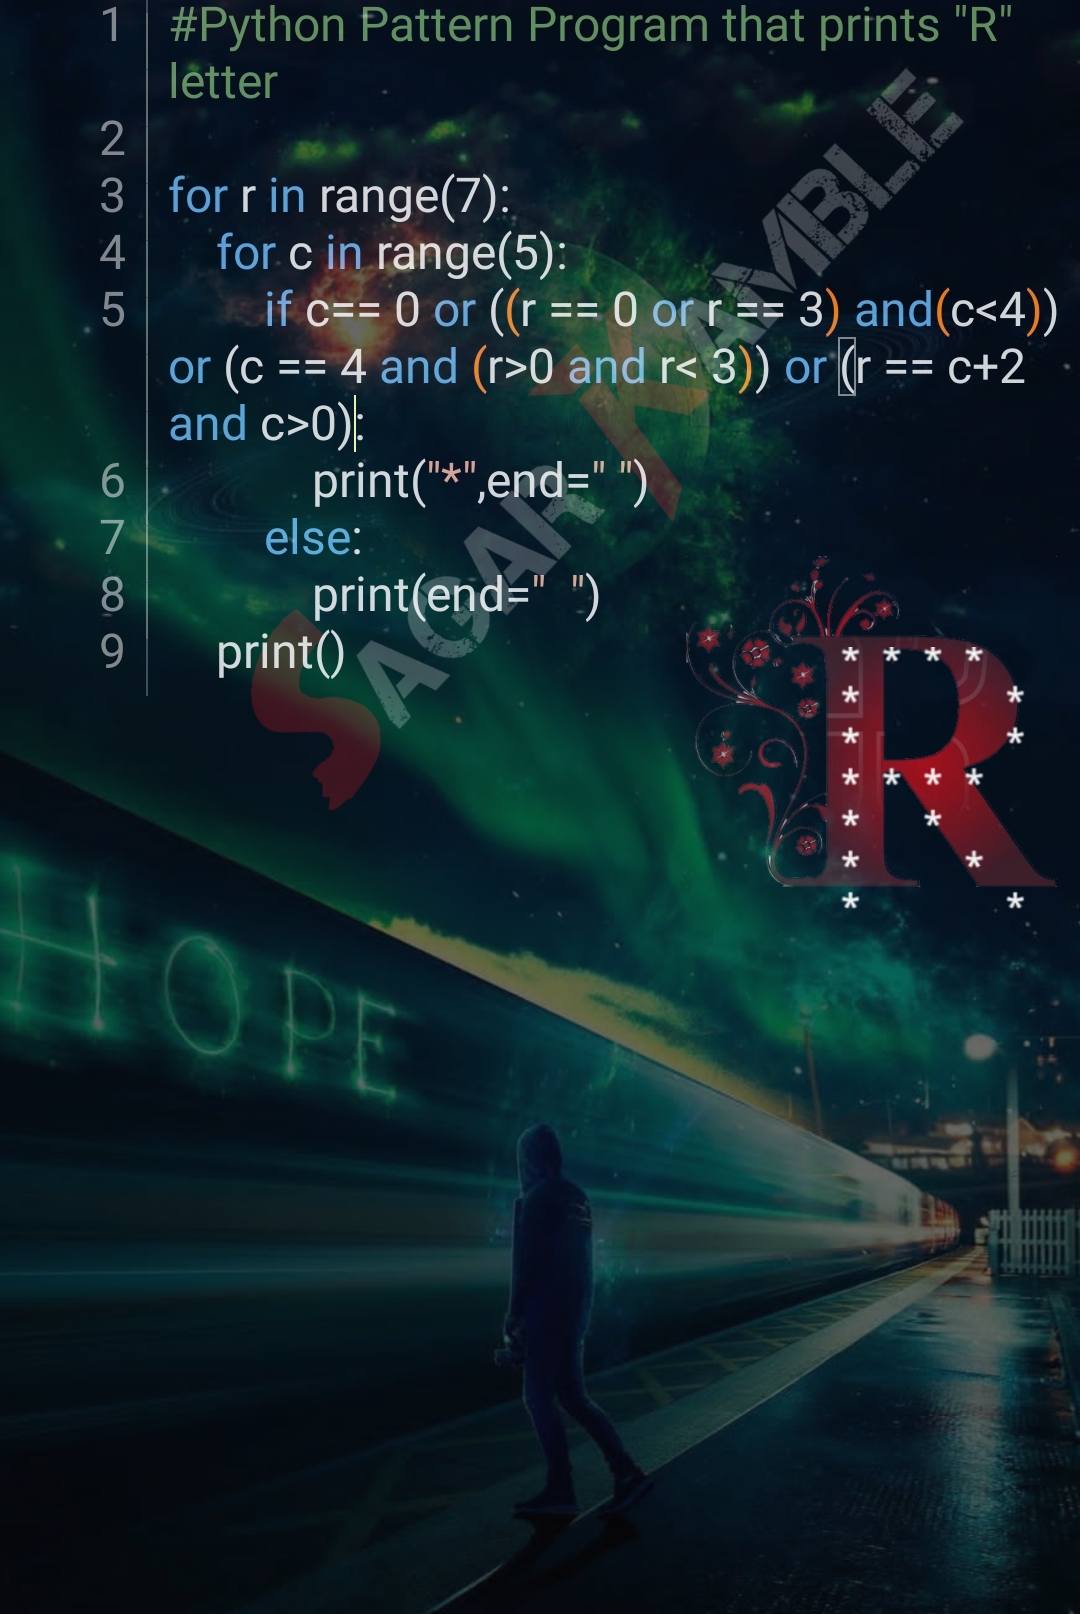 1 #Python Pattern Program that prints "R"
letter
2
3 for r in range(7):
4     for c in range(5):
5         if c== 0 or ((r == 0 or r == 3) and(c<4))
or (c == 4 and (r>0 and r< 3)) or (r == c+2
and c>0):
6             print("*",end=" ")
7         else:
8             print(end="  ")
9     print()
SAGAR KAMBLE
R
* * * *
*       *
*       *
* * * *
*   *
*     *
*       *
HOPE